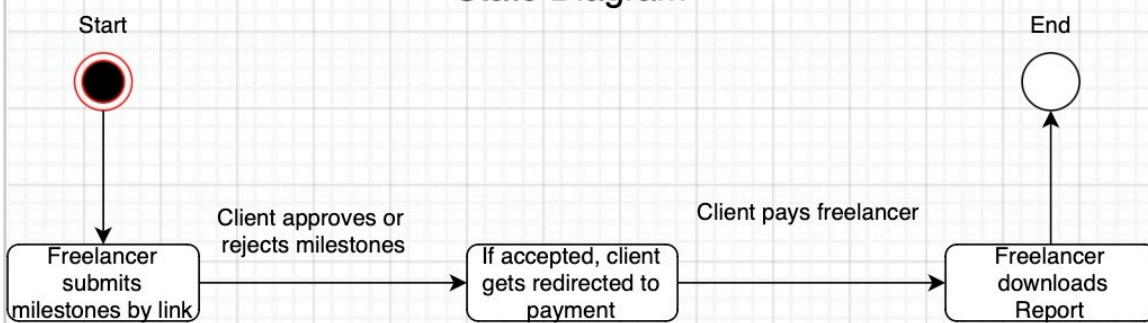 State Diagram
Start
End
Client approves or
rejects milestones
Client pays freelancer
Freelancer
submits
milestones by link
If accepted, client
gets redirected to
payment
Freelancer
downloads
Report